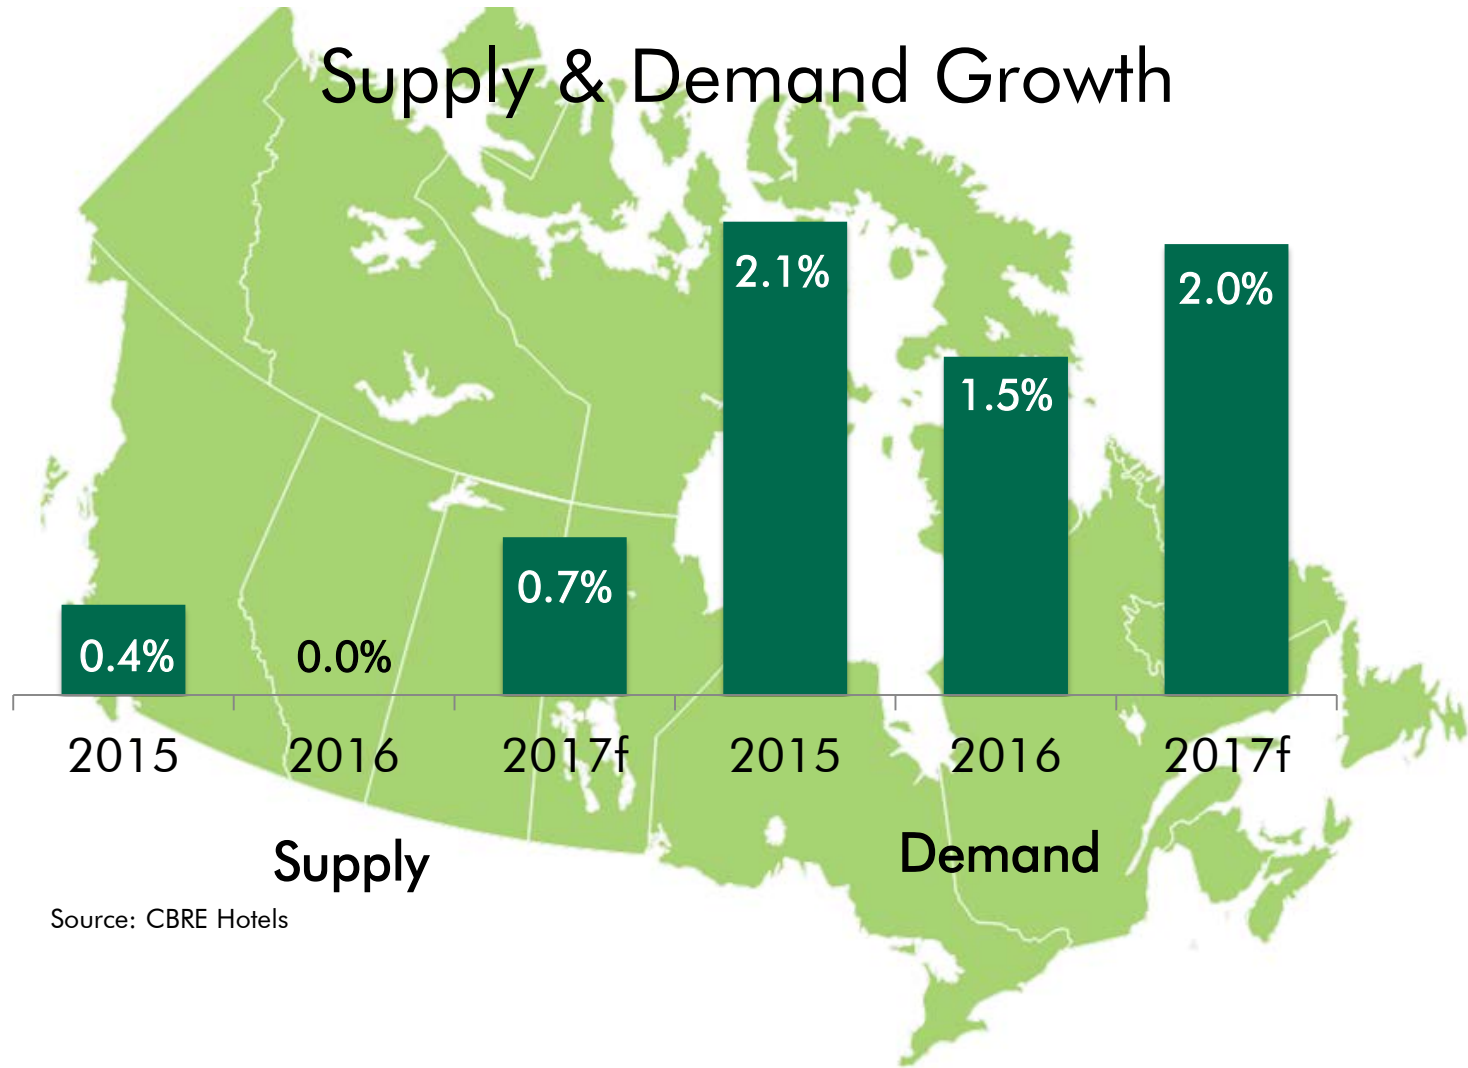 Supply & Demand Growth
2.1%
2.0%
1.5%
0.7%
0.4%
0.0%
2015 2016 2017f 2015 2016 2017f
Supply
Demand
Source: CBRE Hotels